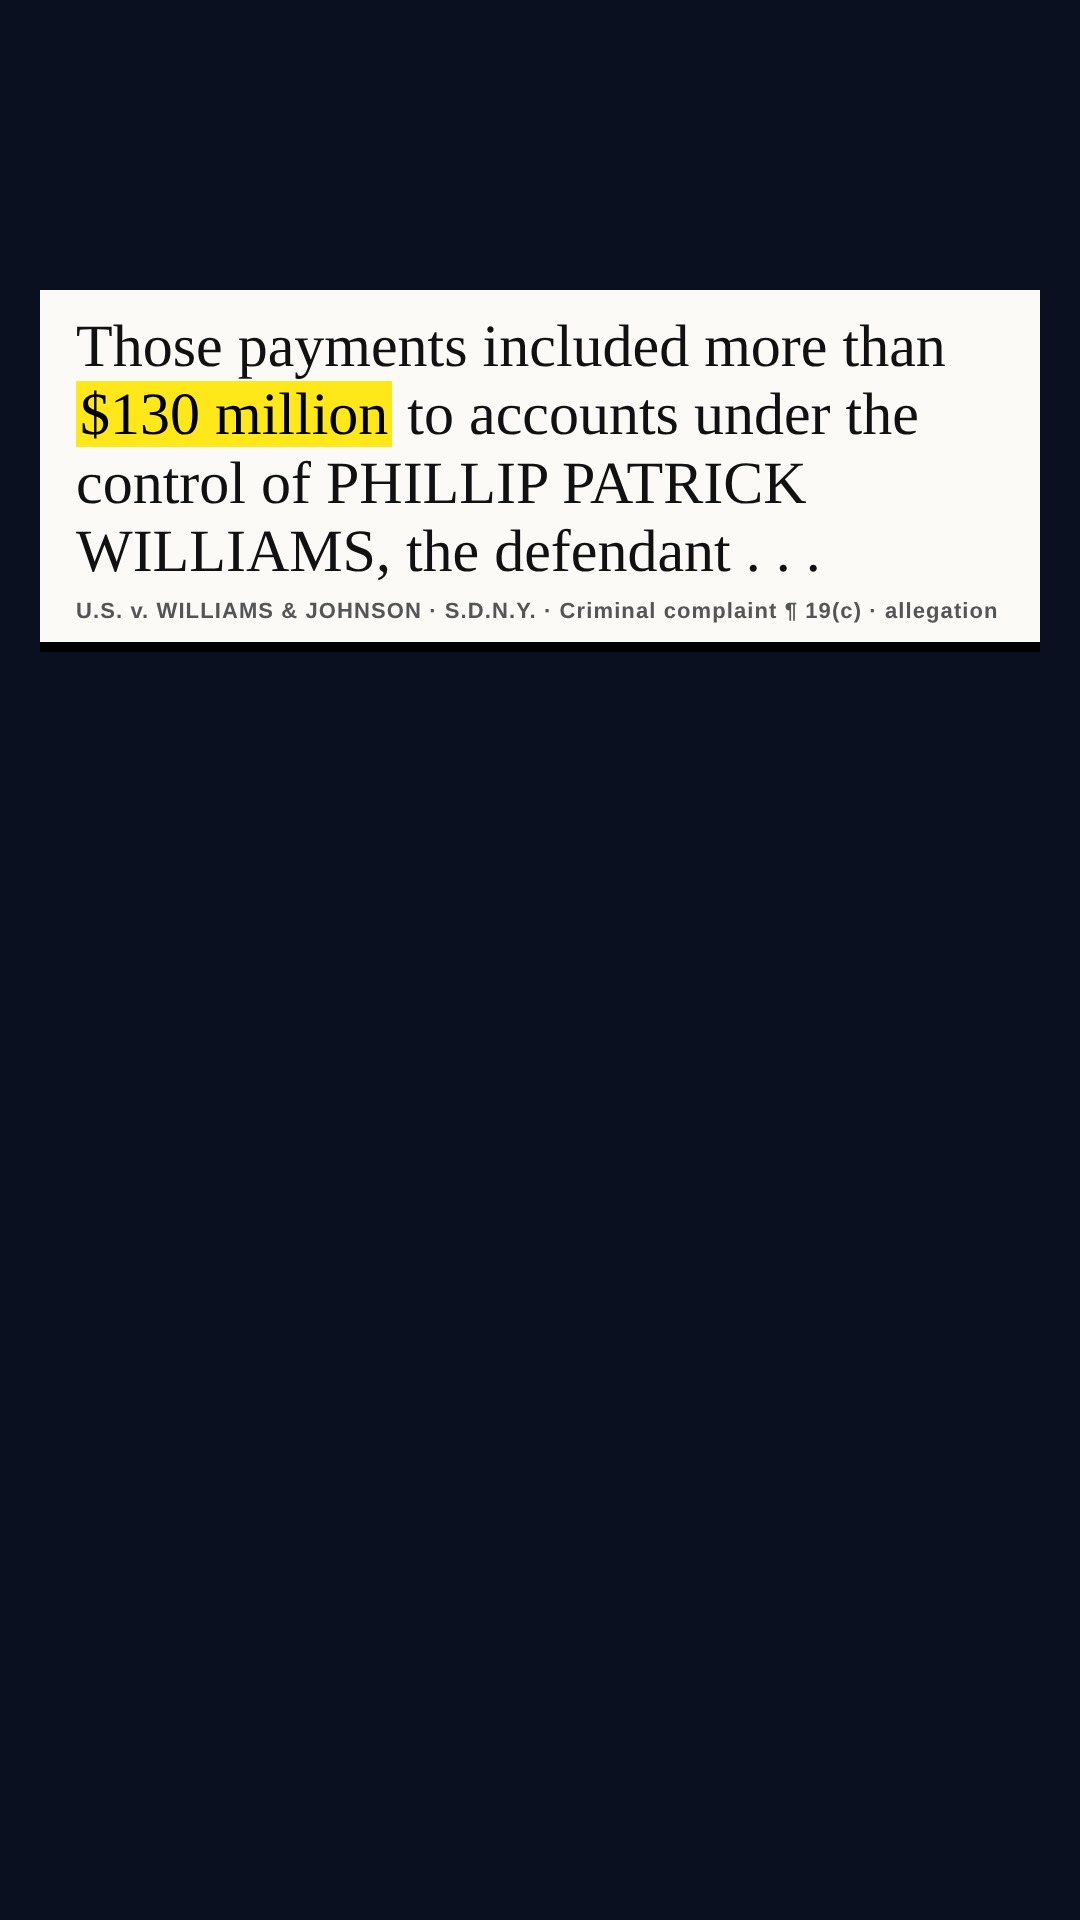 Those payments included more than
$130 million to accounts under the
control of PHILLIP PATRICK
WILLIAMS, the defendant . . .
U.S. v. WILLIAMS & JOHNSON · S.D.N.Y. · Criminal complaint ¶ 19(c) · allegation